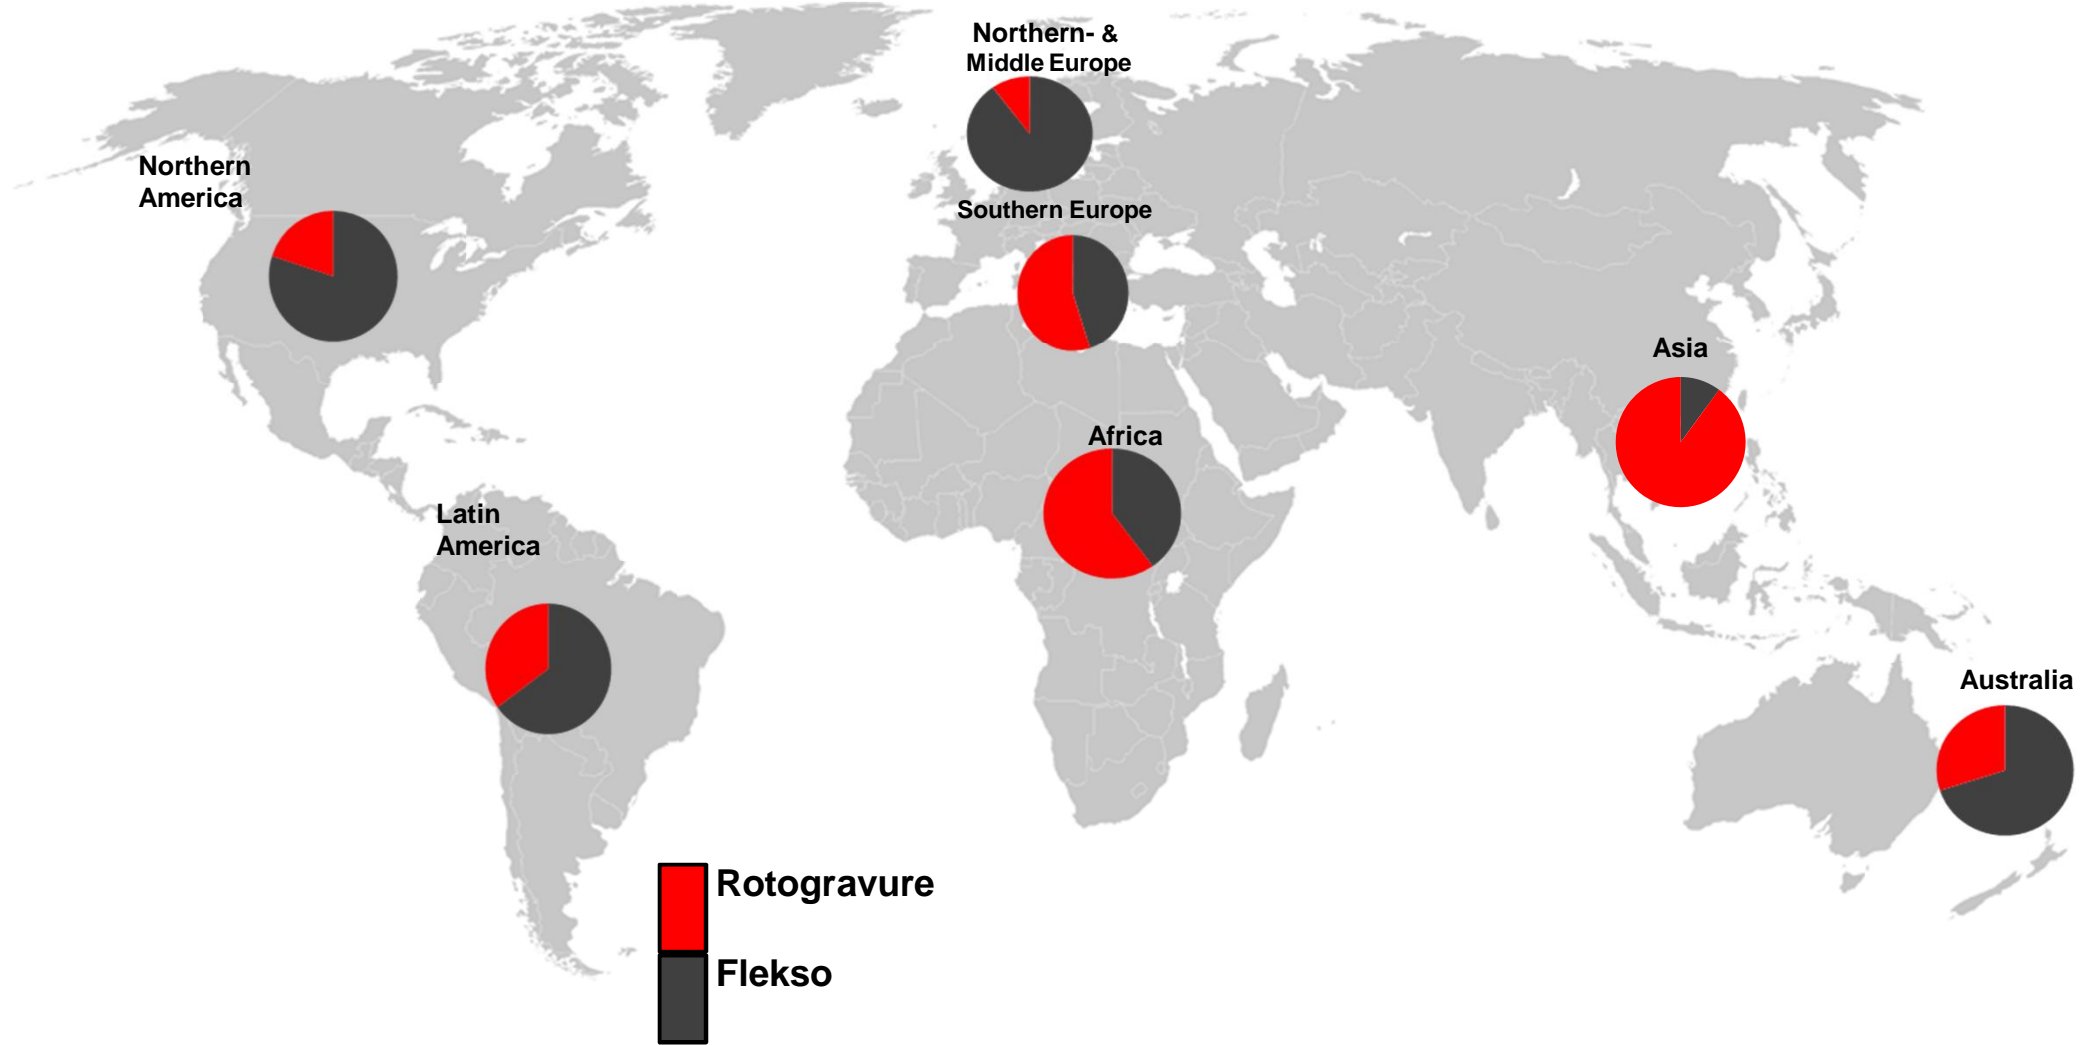 Northern- &
Middle Europe
Northern
America
Southern Europe
Asia
Africa
Latin
America
Australia
Rotogravure
Flekso